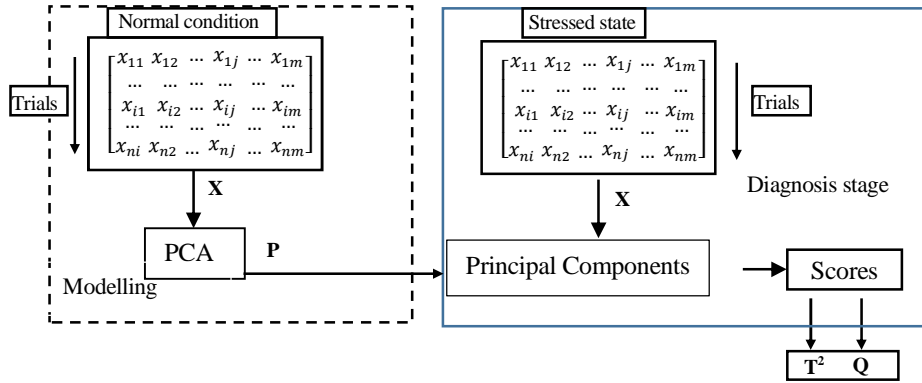 Normal condition
x11 x12 … x1j … x1m
… … … … … …
xi1 xi2 … xij … xim
… … … … … …
xni xn2 … xnj … xnm
Trials
X
PCA
P
Modelling
Stressed state
x11 x12 … x1j … x1m
… … … … … …
xi1 xi2 … xij … xim
… … … … … …
xni xn2 … xnj … xnm
Trials
X
Diagnosis stage
Principal Components
Scores
T² Q